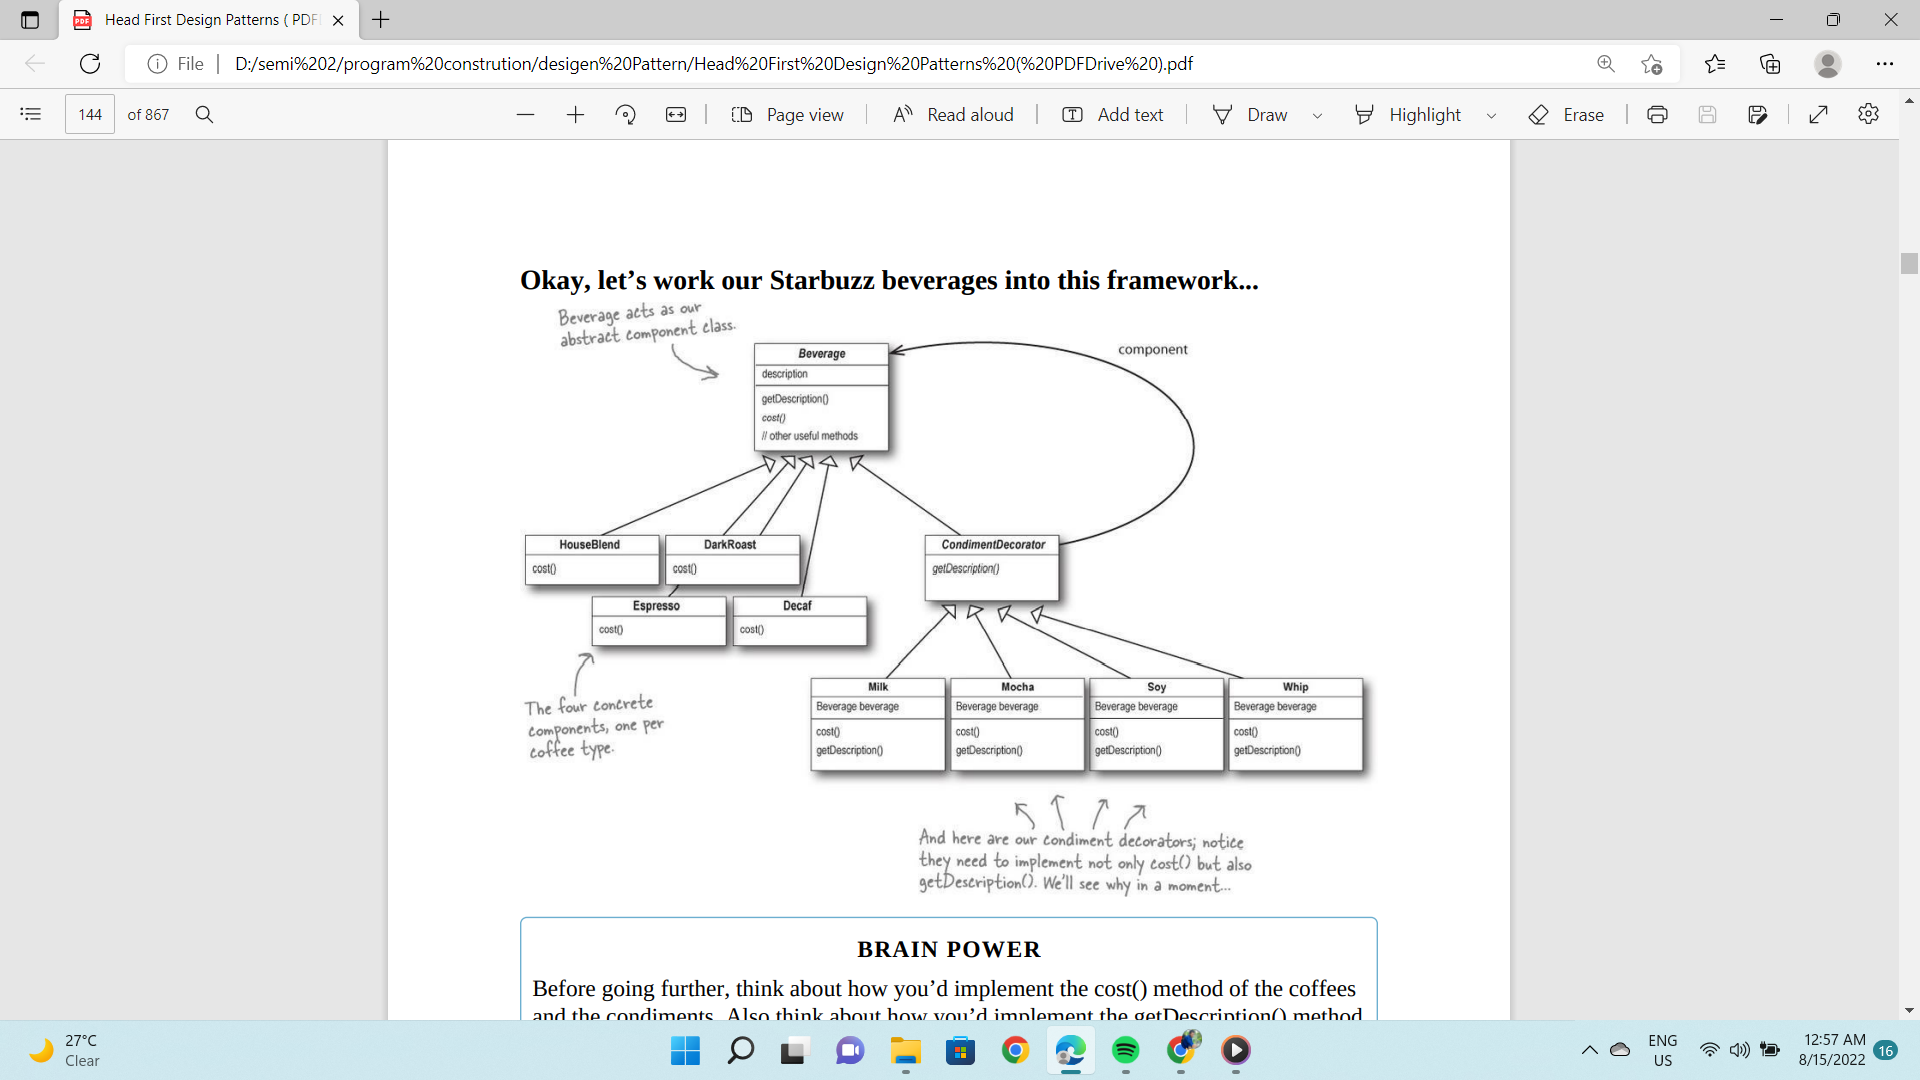 Head First Design Patterns ( PDF
File
D:/semi%202/program%20constrution/desigen%20Pattern/Head%20First%20Design%20Patterns%20(%20PDFDrive%20).pdf
144
of 867
Page view
Read aloud
Add text
Draw
Highlight
Erase
Okay, let’s work our Starbuzz beverages into this framework...
Beverage acts as our
abstract component class.
component
Beverage
description
getDescription()
cost()
// other useful methods
HouseBlend
cost()
DarkRoast
cost()
CondimentDecorator
getDescription()
Espresso
cost()
Decaf
cost()
The four concrete
components, one per
coffee type.
Milk
Beverage beverage
cost()
getDescription()
Mocha
Beverage beverage
cost()
getDescription()
Soy
Beverage beverage
cost()
getDescription()
Whip
Beverage beverage
cost()
getDescription()
And here are our condiment decorators; notice
they need to implement not only cost() but also
getDescription(). We'll see why in a moment...
BRAIN POWER
Before going further, think about how you’d implement the cost() method of the coffees
and the condiments. Also think about how you’d implement the getDescription() method
27°C
Clear
ENG
US
12:57 AM
8/15/2022
16